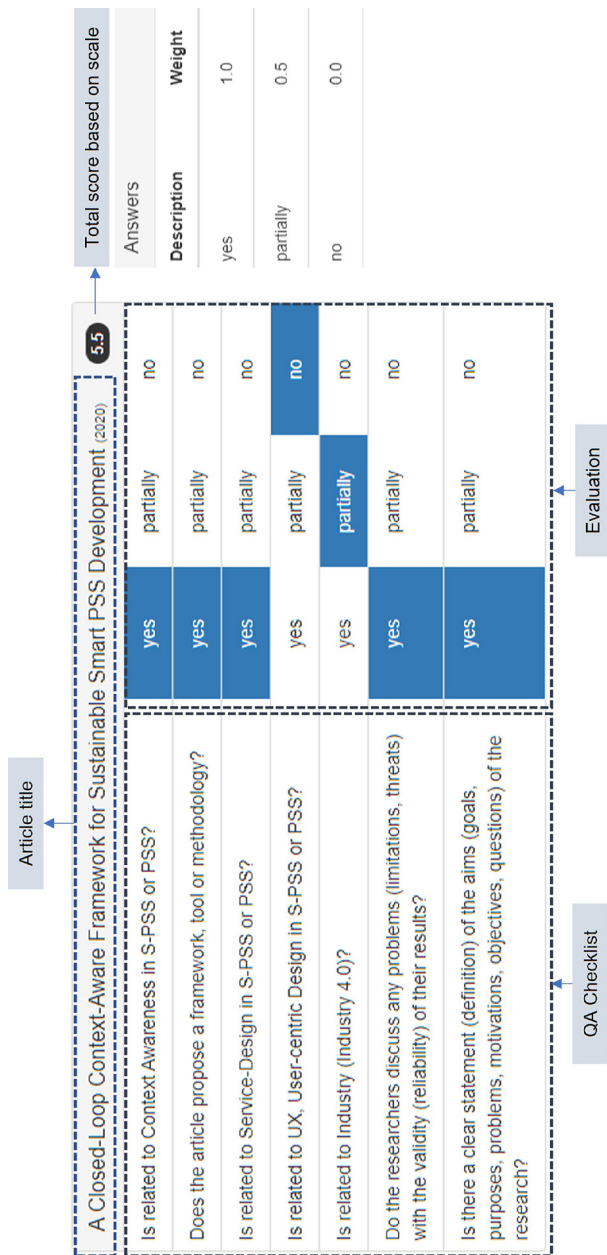 Article title
A Closed-Loop Context-Aware Framework for Sustainable Smart PSS Development (2020) 5.5
Is related to Context Awareness in S-PSS or PSS? yes partially no
Does the article propose a framework, tool or methodology? yes partially no
Is related to Service-Design in S-PSS or PSS? yes partially no
Is related to UX, User-centric Design in S-PSS or PSS? yes partially no
Is related to Industry (Industry 4.0)? yes partially no
Do the researchers discuss any problems (limitations, threats) yes partially no
with the validity (reliability) of their results?
Is there a clear statement (definition) of the aims (goals, yes partially no
purposes, problems, motivations, objectives, questions) of the
research?
QA Checklist
Evaluation
Total score based on scale
Answers
Description Weight
yes 1.0
partially 0.5
no 0.0